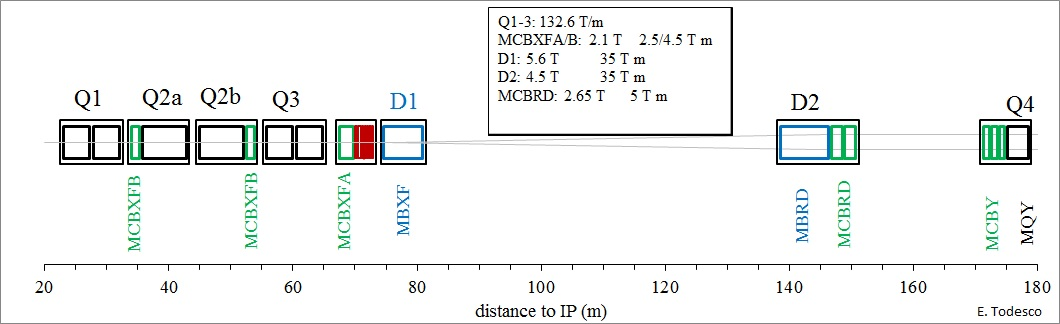 Q1-3: 132.6 T/m
MCBXFA/B: 2.1 T 2.5/4.5 T m
D1: 5.6 T 35 T m
D2: 4.5 T 35 T m
MCBRD: 2.65 T 5 T m
Q1 Q2a Q2b Q3 D1 D2 Q4
MCBXFB
MCBXFB
MCBXFA
MBXF
MBRD
MCBRD
MCBY
MQY
20 40 60 80 100 120 140 160 180
distance to IP (m)
E. Todesco